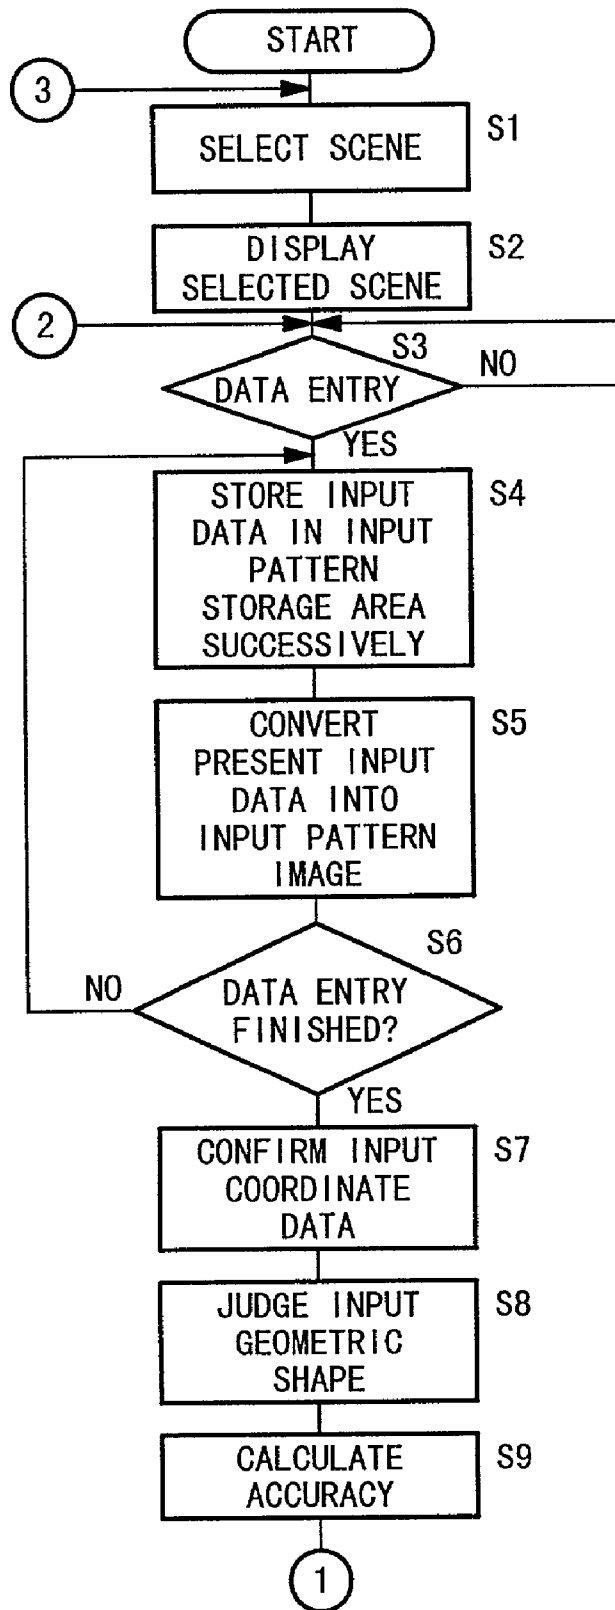 START
3
SELECT SCENE
S1
DISPLAY
SELECTED SCENE
S2
2
S3
DATA ENTRY
NO
YES
STORE INPUT
DATA IN INPUT
PATTERN
STORAGE AREA
SUCCESSIVELY
S4
CONVERT
PRESENT INPUT
DATA INTO
INPUT PATTERN
IMAGE
S5
S6
NO
DATA ENTRY
FINISHED?
YES
CONFIRM INPUT
COORDINATE
DATA
S7
JUDGE INPUT
GEOMETRIC
SHAPE
S8
CALCULATE
ACCURACY
S9
1